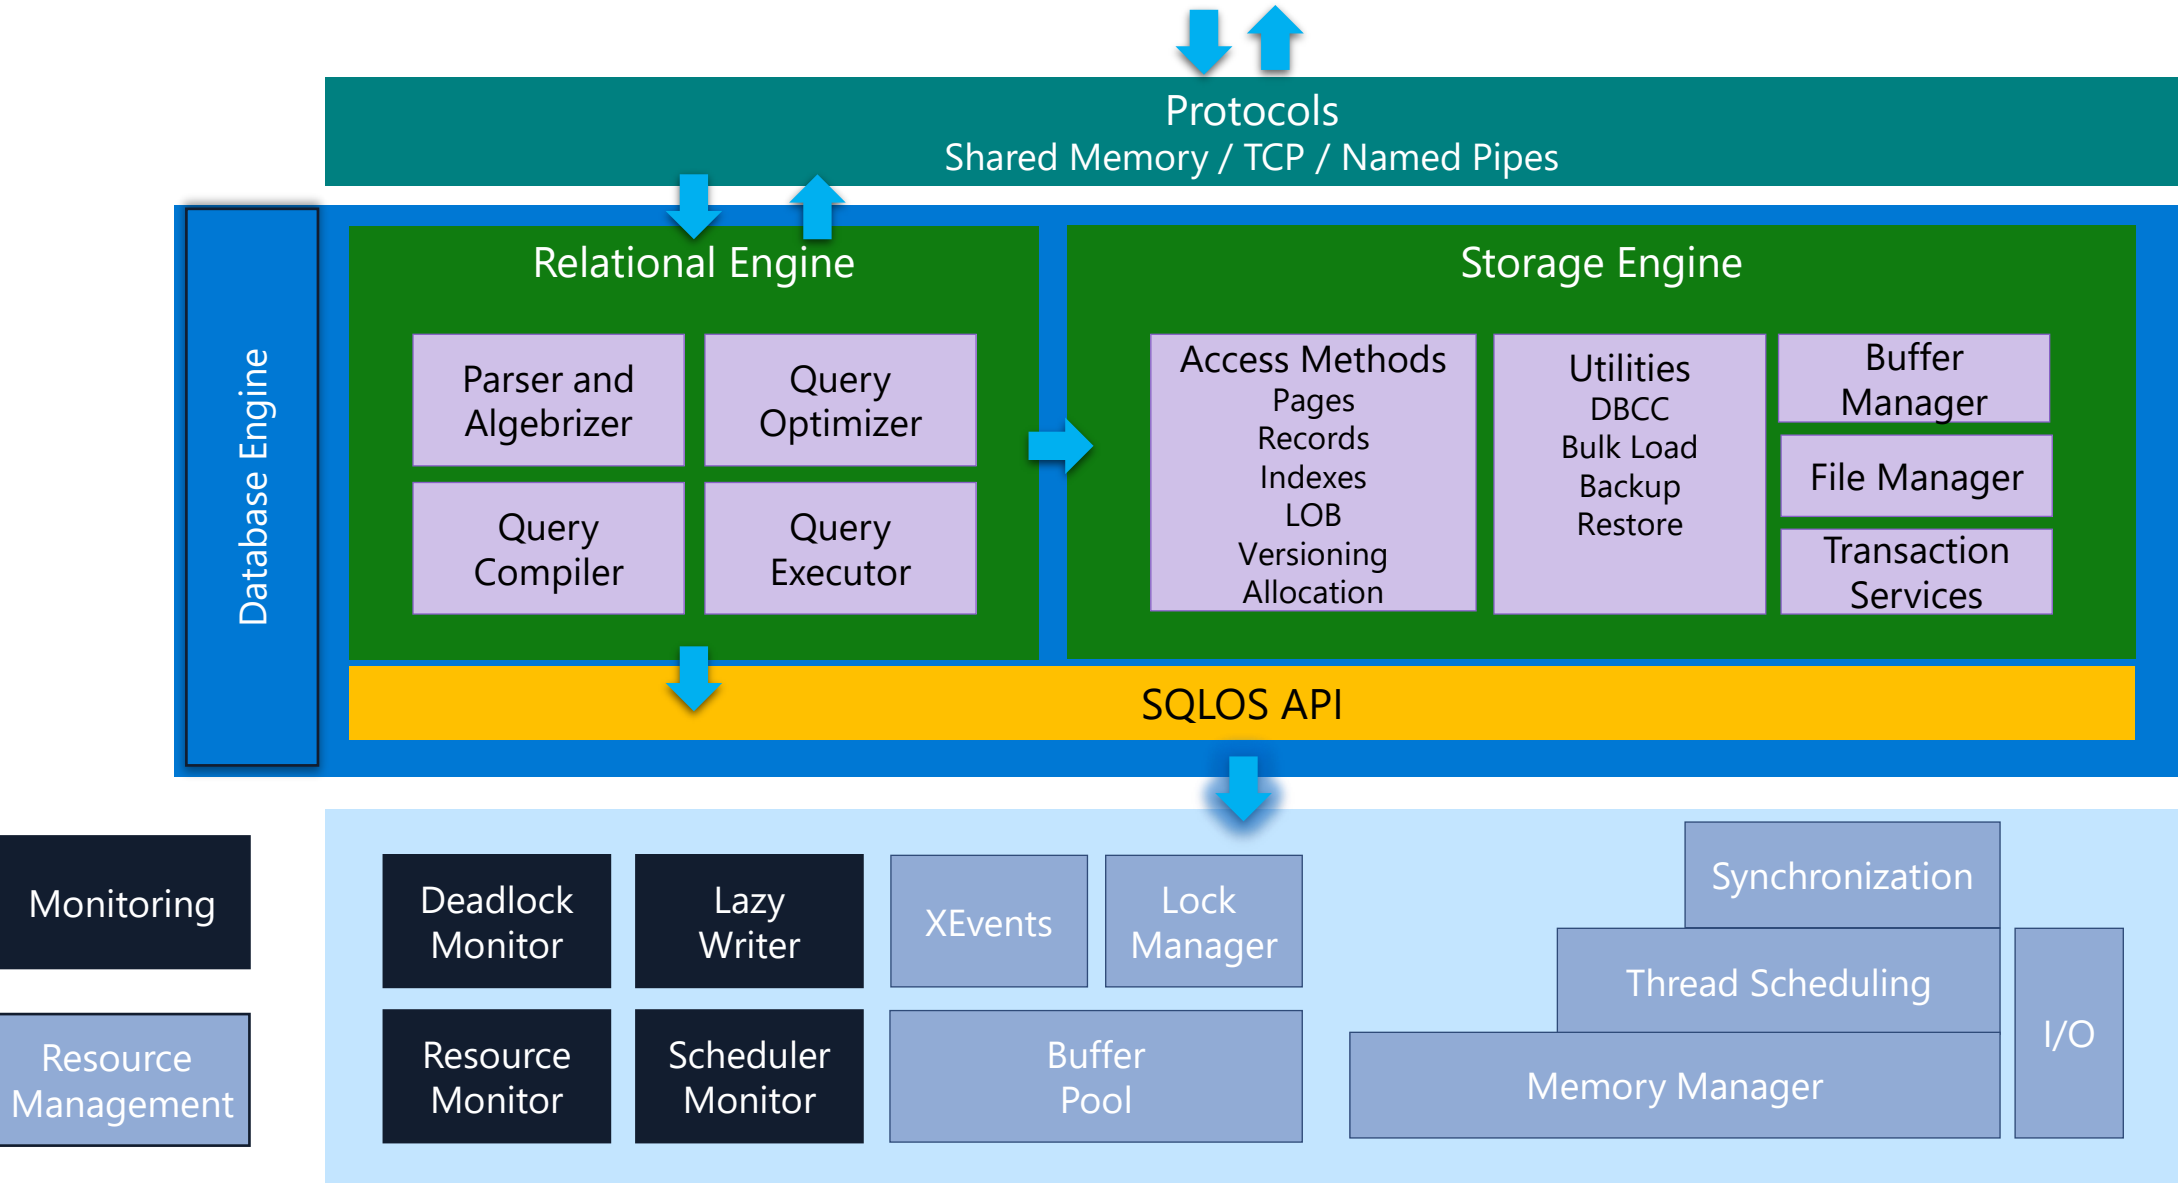 Protocols
Shared Memory / TCP / Named Pipes
Database Engine
Relational Engine
Parser and
Algebrizer
Query
Optimizer
Query
Compiler
Query
Executor
Storage Engine
Access Methods
Pages
Records
Indexes
LOB
Versioning
Allocation
Utilities
DBCC
Bulk Load
Backup
Restore
Buffer
Manager
File Manager
Transaction
Services
SQLOS API
Monitoring
Resource
Management
Deadlock
Monitor
Lazy
Writer
XEvents
Lock
Manager
Resource
Monitor
Scheduler
Monitor
Buffer
Pool
Synchronization
Thread Scheduling
Memory Manager
I/O